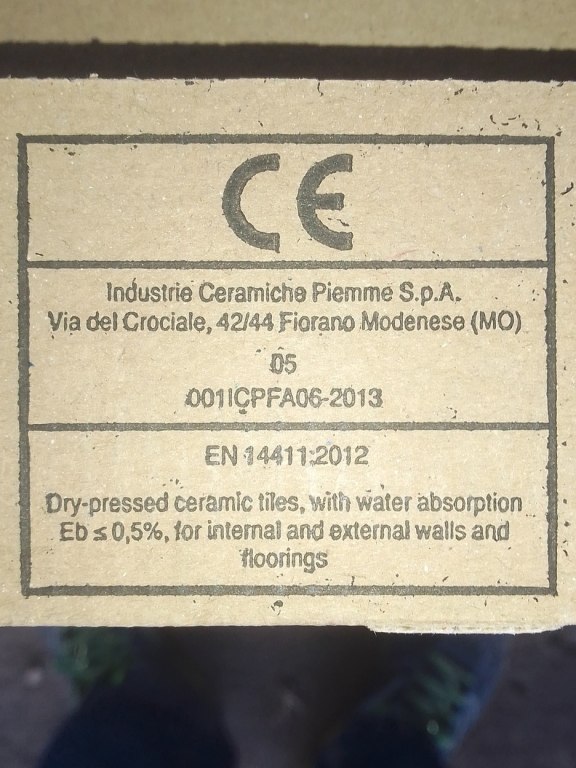 CE
Industrie Ceramiche Piemme S.p.A.
Via del Crociale, 42/44 Fiorano Modenese (MO)
05
001ICPFA06-2013
EN 14411:2012
Dry-pressed ceramic tiles, with water absorption
Eb ≤ 0,5%, for internal and external walls and
floorings